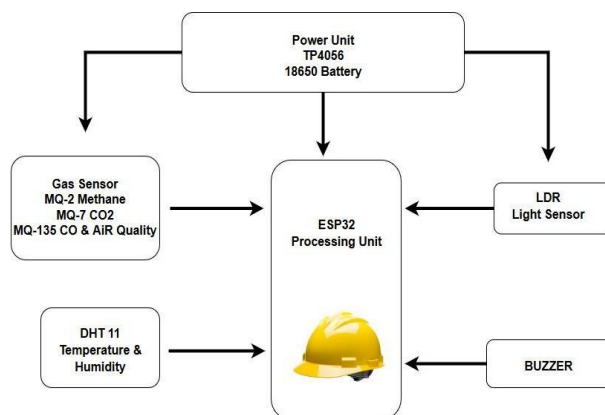 Power Unit
TP4056
18650 Battery
Gas Sensor
MQ-2 Methane
MQ-7 CO2
MQ-135 CO & AiR Quality
ESP32
Processing Unit
LDR
Light Sensor
DHT 11
Temperature &
Humidity
BUZZER